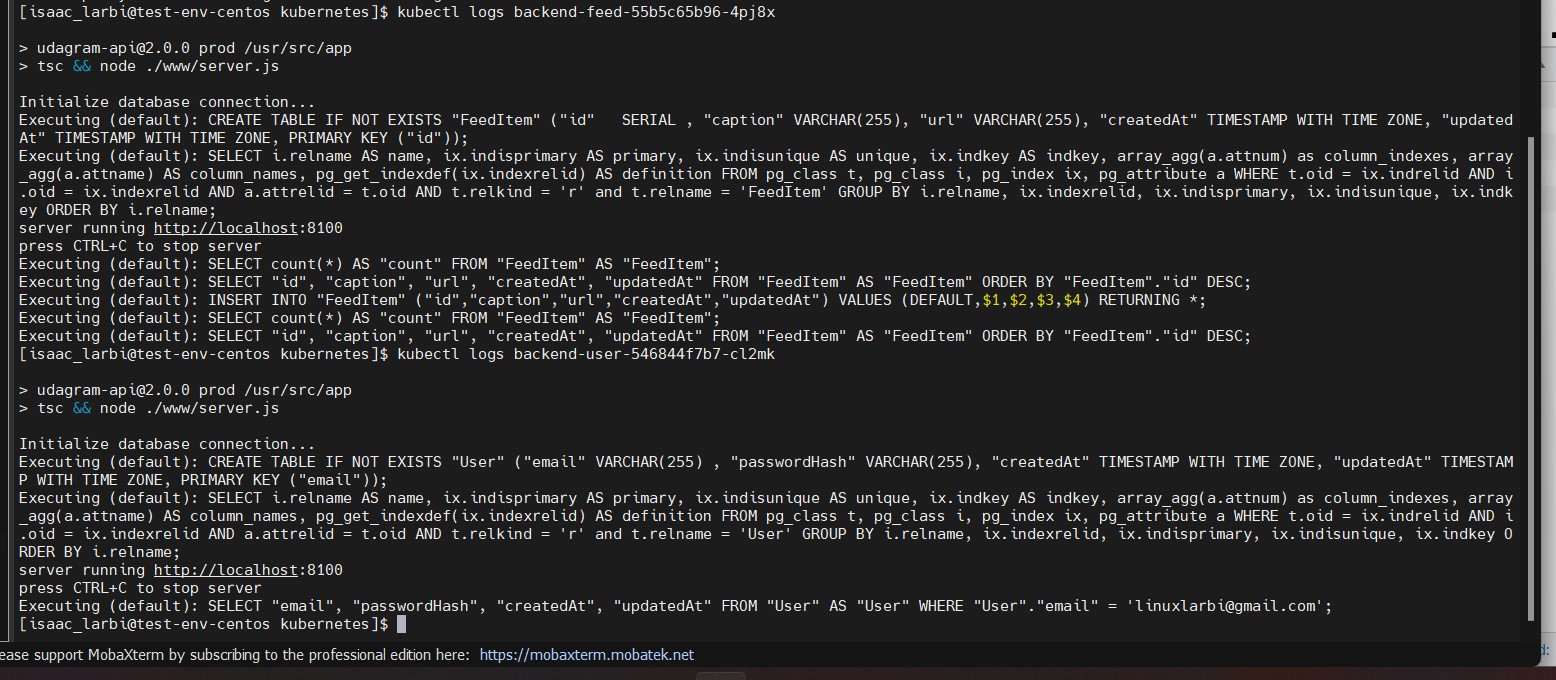 [isaac_larbi@test-env-centos kubernetes]$ kubectl logs backend-feed-55b5c65b96-4pj8x
> udagram-api@2.0.0 prod /usr/src/app
> tsc && node ./www/server.js
Initialize database connection...
Executing (default): CREATE TABLE IF NOT EXISTS "FeedItem" ("id"   SERIAL , "caption" VARCHAR(255), "url" VARCHAR(255), "createdAt" TIMESTAMP WITH TIME ZONE, "updated
At" TIMESTAMP WITH TIME ZONE, PRIMARY KEY ("id"));
Executing (default): SELECT i.relname AS name, ix.indisprimary AS primary, ix.indisunique AS unique, ix.indkey AS indkey, array_agg(a.attnum) as column_indexes, array
_agg(a.attname) AS column_names, pg_get_indexdef(ix.indexrelid) AS definition FROM pg_class t, pg_class i, pg_index ix, pg_attribute a WHERE t.oid = ix.indrelid AND i
.oid = ix.indexrelid AND a.attrelid = t.oid AND t.relkind = 'r' and t.relname = 'FeedItem' GROUP BY i.relname, ix.indexrelid, ix.indisprimary, ix.indisunique, ix.indk
ey ORDER BY i.relname;
server running http://localhost:8100
press CTRL+C to stop server
Executing (default): SELECT count(*) AS "count" FROM "FeedItem" AS "FeedItem";
Executing (default): SELECT "id", "caption", "url", "createdAt", "updatedAt" FROM "FeedItem" AS "FeedItem" ORDER BY "FeedItem"."id" DESC;
Executing (default): INSERT INTO "FeedItem" ("id","caption","url","createdAt","updatedAt") VALUES (DEFAULT,$1,$2,$3,$4) RETURNING *;
Executing (default): SELECT count(*) AS "count" FROM "FeedItem" AS "FeedItem";
Executing (default): SELECT "id", "caption", "url", "createdAt", "updatedAt" FROM "FeedItem" AS "FeedItem" ORDER BY "FeedItem"."id" DESC;
[isaac_larbi@test-env-centos kubernetes]$ kubectl logs backend-user-546844f7b7-cl2mk
> udagram-api@2.0.0 prod /usr/src/app
> tsc && node ./www/server.js
Initialize database connection...
Executing (default): CREATE TABLE IF NOT EXISTS "User" ("email" VARCHAR(255) , "passwordHash" VARCHAR(255), "createdAt" TIMESTAMP WITH TIME ZONE, "updatedAt" TIMESTAM
P WITH TIME ZONE, PRIMARY KEY ("email"));
Executing (default): SELECT i.relname AS name, ix.indisprimary AS primary, ix.indisunique AS unique, ix.indkey AS indkey, array_agg(a.attnum) as column_indexes, array
_agg(a.attname) AS column_names, pg_get_indexdef(ix.indexrelid) AS definition FROM pg_class t, pg_class i, pg_index ix, pg_attribute a WHERE t.oid = ix.indrelid AND i
.oid = ix.indexrelid AND a.attrelid = t.oid AND t.relkind = 'r' and t.relname = 'User' GROUP BY i.relname, ix.indexrelid, ix.indisprimary, ix.indisunique, ix.indkey O
RDER BY i.relname;
server running http://localhost:8100
press CTRL+C to stop server
Executing (default): SELECT "email", "passwordHash", "createdAt", "updatedAt" FROM "User" AS "User" WHERE "User"."email" = 'linuxlarbi@gmail.com';
[isaac_larbi@test-env-centos kubernetes]$
ease support MobaXterm by subscribing to the professional edition here: https://mobaxterm.mobatek.net